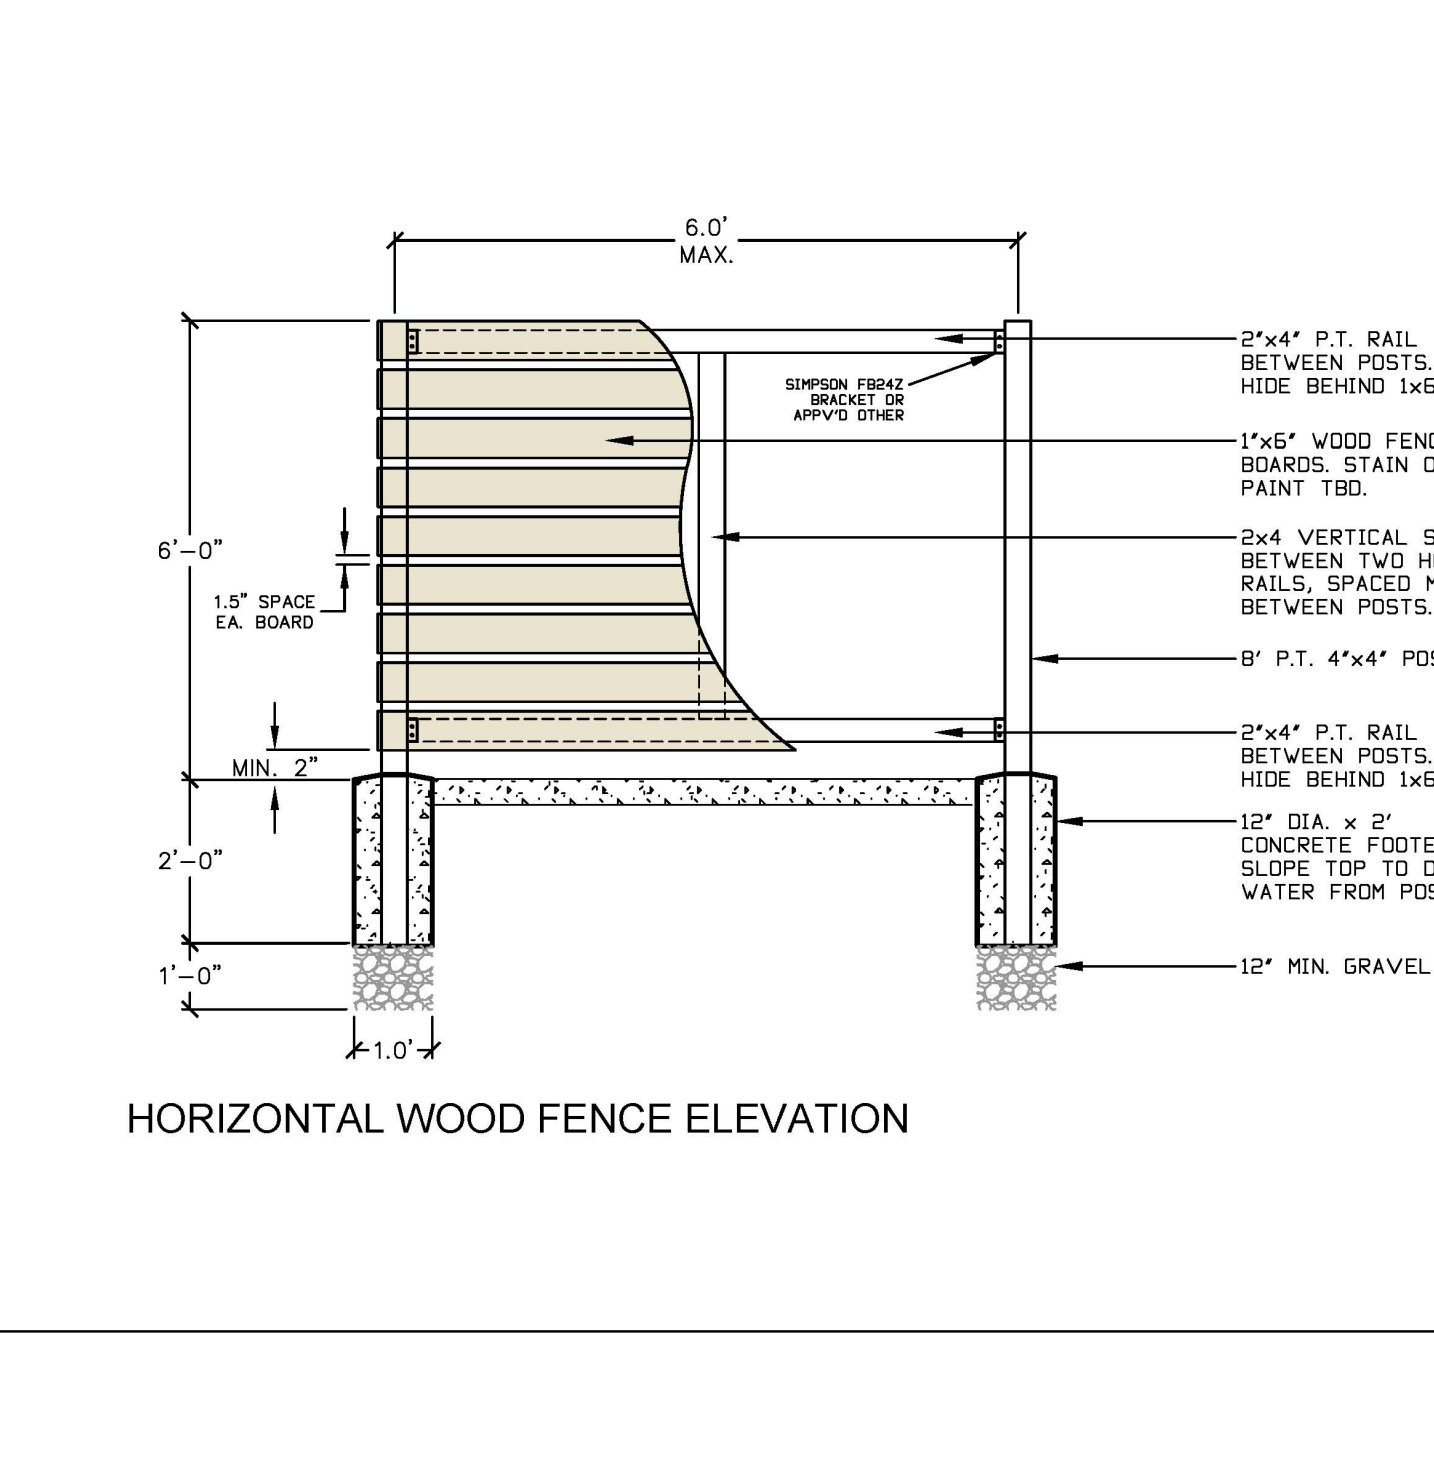 6.0'
MAX.
2"x4" P.T. RAIL
BETWEEN POSTS.
HIDE BEHIND 1x6
SIMPSON FB24Z
BRACKET OR
APPV'D OTHER
1"x6" WOOD
BOARDS. STAIN
PAINT TBD.
2x4 VERTICAL
BETWEEN TWO
RAILS, SPACED
BETWEEN POSTS.
6'-0"
1.5" SPACE
EA. BOARD
8' P.T. 4"x4"
2"x4" P.T. RAIL
BETWEEN POSTS.
HIDE BEHIND 1x6
MIN. 2"
12" DIA. x 2'
CONCRETE
SLOPE TOP TO
WATER FROM
2'-0"
12" MIN. GRAVEL
1'-0"
1.0'
HORIZONTAL WOOD FENCE ELEVATION